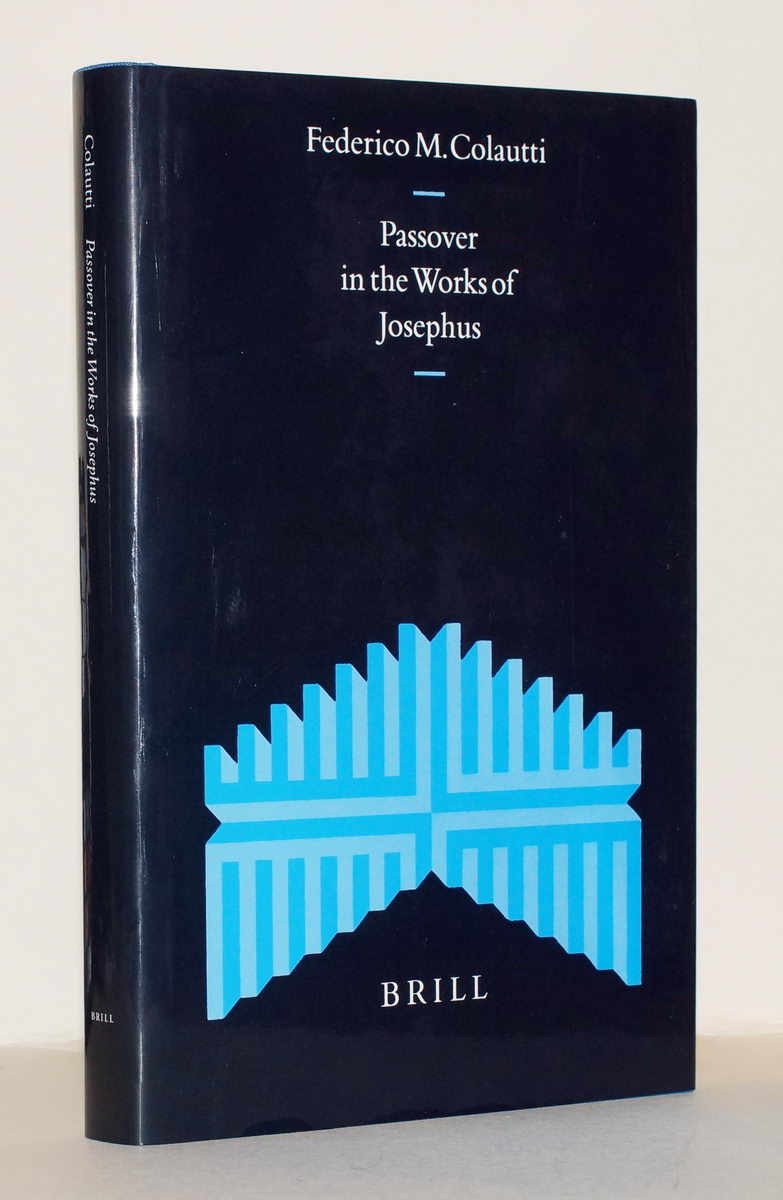 Federico M. Colautti
Passover
in the Works of
Josephus
BRILL
Colautti Passover in the Works of Josephus
BRILL